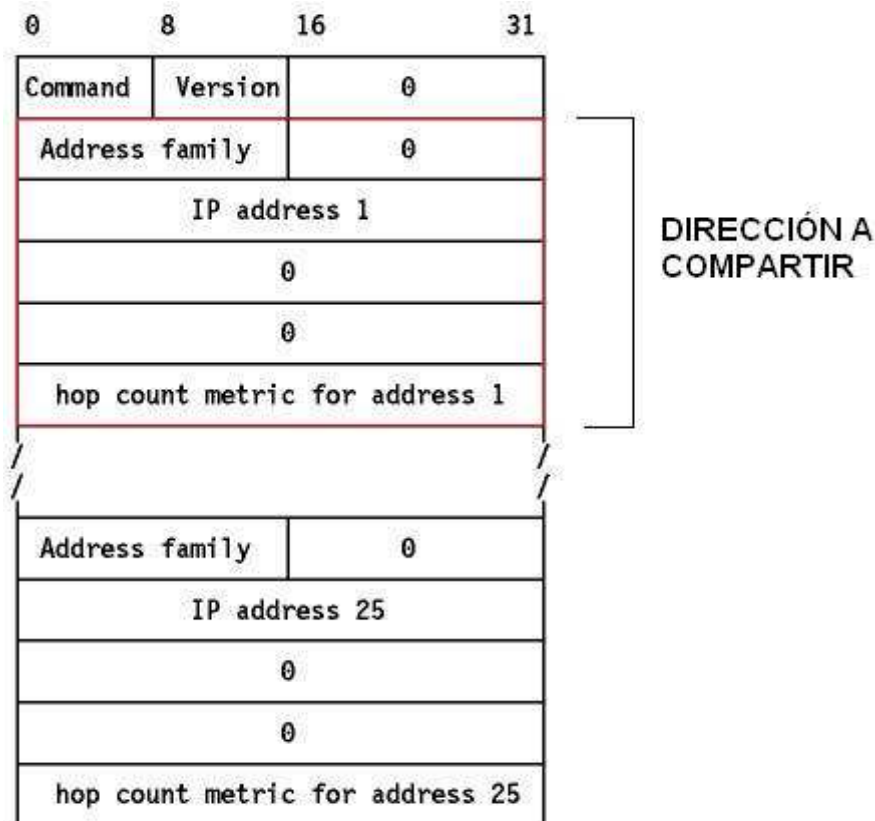 0 8 16 31
Command Version 0
Address family 0
IP address 1
0
0
hop count metric for address 1
DIRECCIÓN A
COMPARTIR
Address family 0
IP address 25
0
0
hop count metric for address 25